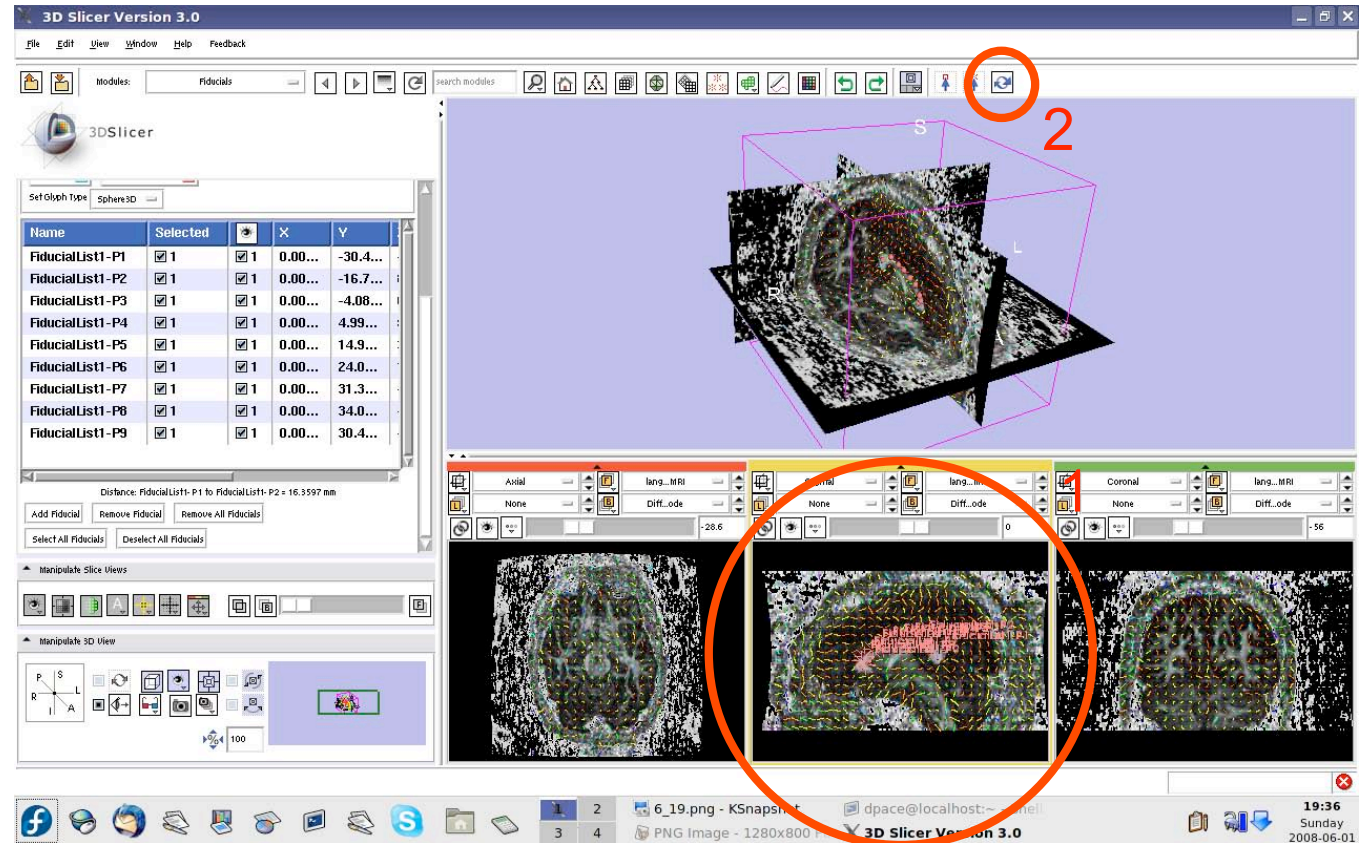 3D Slicer Version 3.0
File Edit View Window Help Feedback
Modules: Fiducials search modules
2
3DSlicer
Set Glyph Type Sphere3D
Name Selected X Y
FiducialList1-P1 1 1 0.00... -30.4...
FiducialList1-P2 1 1 0.00... -16.7...
FiducialList1-P3 1 1 0.00... -4.08...
FiducialList1-P4 1 1 0.00... 4.99...
FiducialList1-P5 1 1 0.00... 14.9...
FiducialList1-P6 1 1 0.00... 24.0...
FiducialList1-P7 1 1 0.00... 31.3...
FiducialList1-P8 1 1 0.00... 34.0...
FiducialList1-P9 1 1 0.00... 30.4...
Distance: FiducialList1-P1 to FiducialList1-P2 = 16.3597 mm
Add Fiducial Remove Fiducial Remove All Fiducials
Select All Fiducials Deselect All Fiducials
Manipulate Slice Views
Manipulate 3D View
P S
R L
I A
100
S
L
R
A
1
Axial lang...MRI
None Diff...ode
-28.6
None Diff...ode
0
Coronal lang...MRI
None Diff...ode
-56
1 2
3 4
6_19.png - KSnapshot
PNG Image - 1280x800
dpace@localhost:~
3D Slicer Version 3.0
19:36
Sunday
2008-06-01